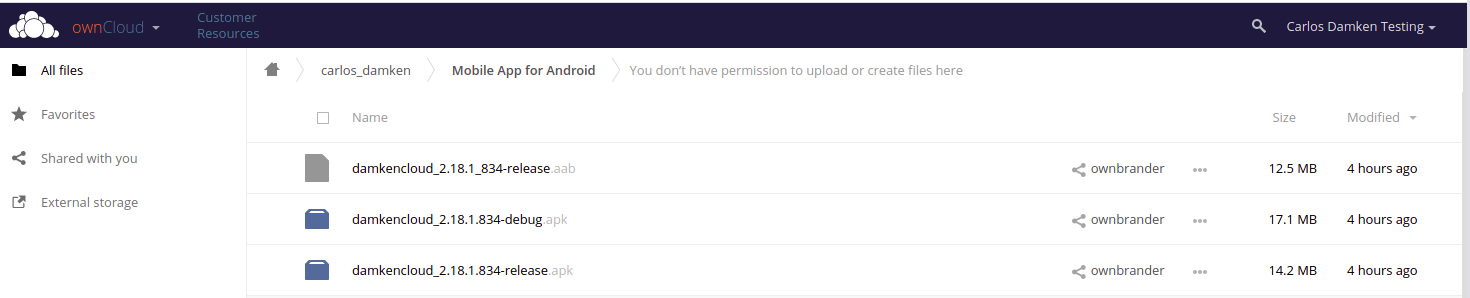 ownCloud
Customer
Resources
Carlos Damken Testing
All files
carlos_damken
Mobile App for Android
You don’t have permission to upload or create files here
Favorites
Name
Size
Modified
Shared with you
damkencloud_2.18.1_834-release.aab
ownbrander
12.5 MB
4 hours ago
External storage
damkencloud_2.18.1.834-debug.apk
ownbrander
17.1 MB
4 hours ago
damkencloud_2.18.1.834-release.apk
ownbrander
14.2 MB
4 hours ago